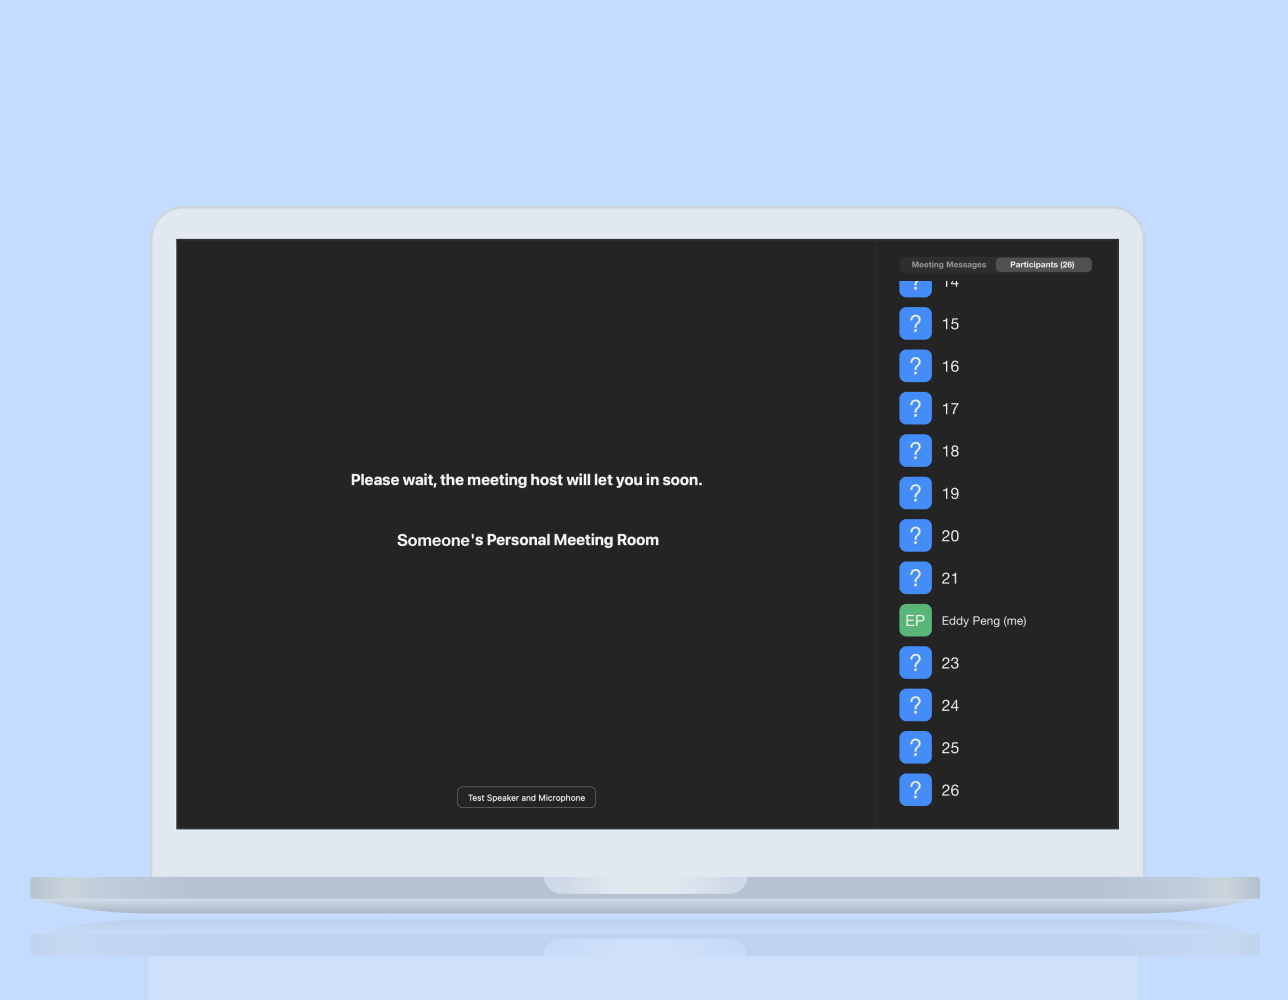 Meeting Messages
Participants (26)
? 14
? 15
? 16
? 17
? 18
? 19
? 20
? 21
EP Eddy Peng (me)
? 23
? 24
? 25
? 26
Please wait, the meeting host will let you in soon.
Someone's Personal Meeting Room
Test Speaker and Microphone